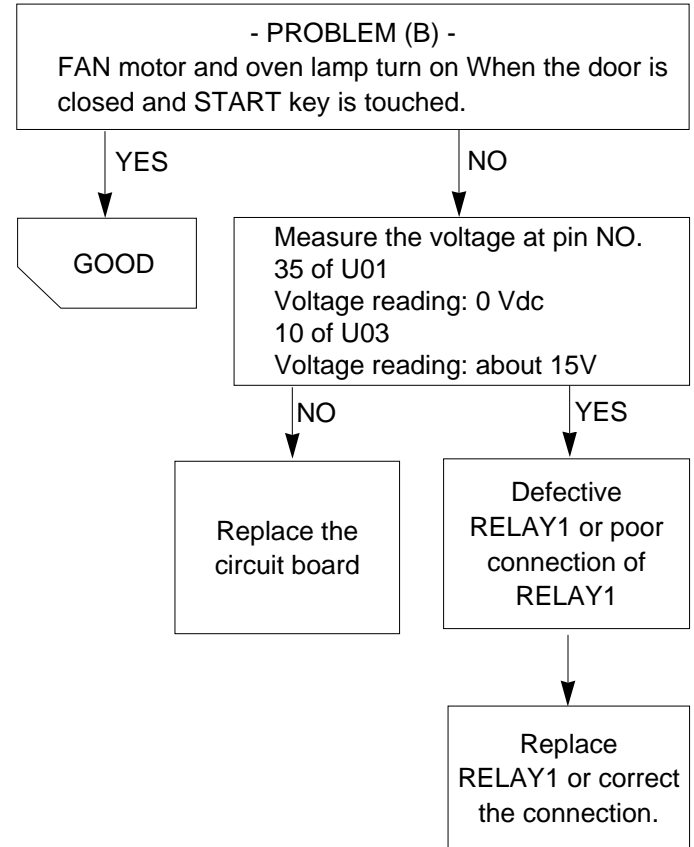 - PROBLEM (B) -
FAN motor and oven lamp turn on When the door is
closed and START key is touched.
YES
NO
GOOD
Measure the voltage at pin NO.
35 of U01
Voltage reading: 0 Vdc
10 of U03
Voltage reading: about 15V
NO
YES
Replace the
circuit board
Defective
RELAY1 or poor
connection of
RELAY1
Replace
RELAY1 or correct
the connection.